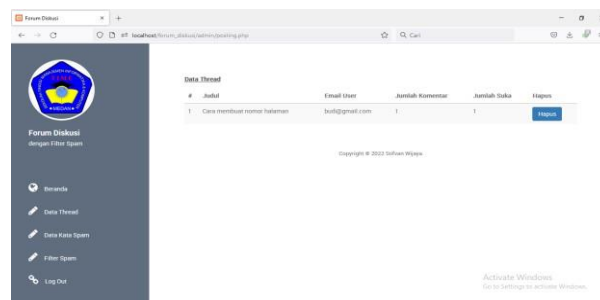 Forum Diskusi
localhost/forum_diskusi/admin/posting.php
Cari
MEDAN
Forum Diskusi
dengan Filter Spam
Beranda
Data Thread
Data Kata Spam
Filter Spam
Log Out
Data Thread
# Judul Email User Jumlah Komentar Jumlah Suka Hapus
1 Cara membuat nomor halaman budi@gmail.com 1 1 Hapus
Copyright © 2022 Sofwan Wijaya.
Activate Windows
Go to Settings to activate Windows.